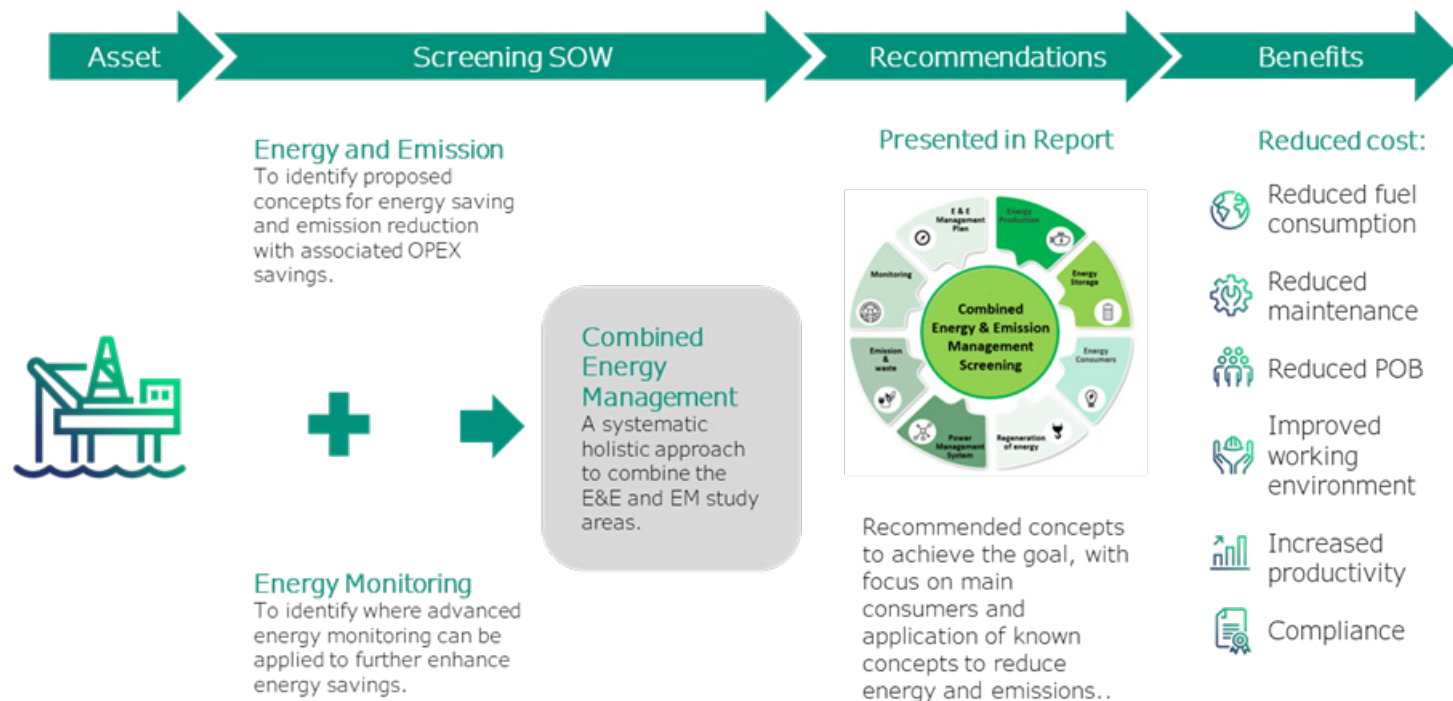 Asset
Screening SOW
Recommendations
Benefits
Energy and Emission
To identify proposed
concepts for energy saving
and emission reduction
with associated OPEX
savings.
Combined
Energy
Management
A systematic
holistic approach
to combine the
E&E and EM study
areas.
Energy Monitoring
To identify where advanced
energy monitoring can be
applied to further enhance
energy savings.
Presented in Report
E & E
Management
Plan
Energy
Production
Energy
Storage
Energy
Consumers
Regeneration
of energy
Power
Management
System
Emission
&
waste
Monitoring
Combined
Energy & Emission
Management
Screening
Recommended concepts
to achieve the goal, with
focus on main
consumers and
application of known
concepts to reduce
energy and emissions..
Reduced cost:
Reduced fuel
consumption
Reduced
maintenance
Reduced POB
Improved
working
environment
Increased
productivity
Compliance